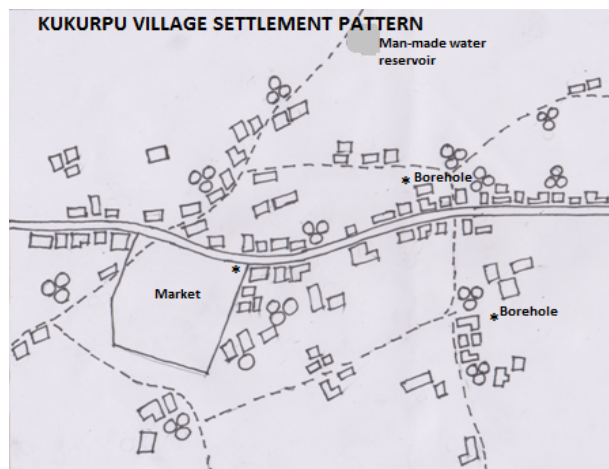 KUKURPU VILLAGE SETTLEMENT PATTERN
Man-made water
reservoir
* Borehole
*
Market
* Borehole